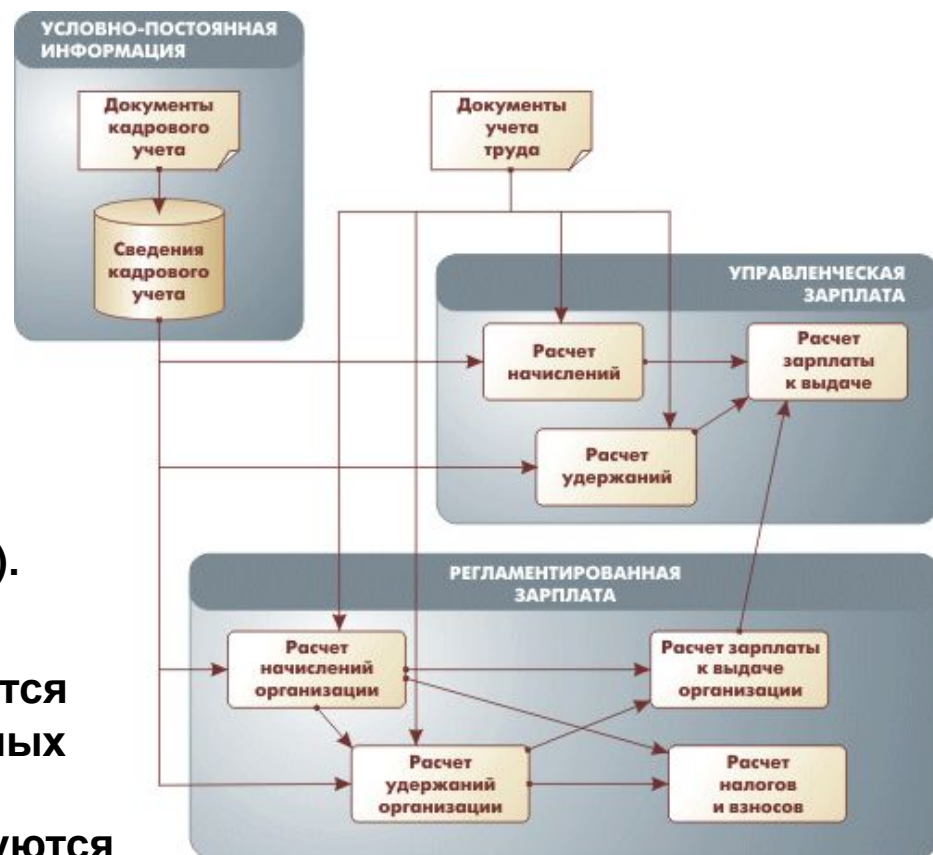 УСЛОВНО-ПОСТОЯННАЯ
ИНФОРМАЦИЯ
Документы
кадрового
учета
Сведения
кадрового
учета
Документы
учета
труда
УПРАВЛЕНЧЕСКАЯ
ЗАРПЛАТА
Расчет
начислений
Расчет
зарплаты
к выдаче
Расчет
удержаний
).
РЕГЛАМЕНТИРОВАННАЯ
ЗАРПЛАТА
Расчет
начислений
организации
Расчет зарплаты
к выдаче
организации
Расчет
удержаний
организации
Расчет
налогов
и взносов